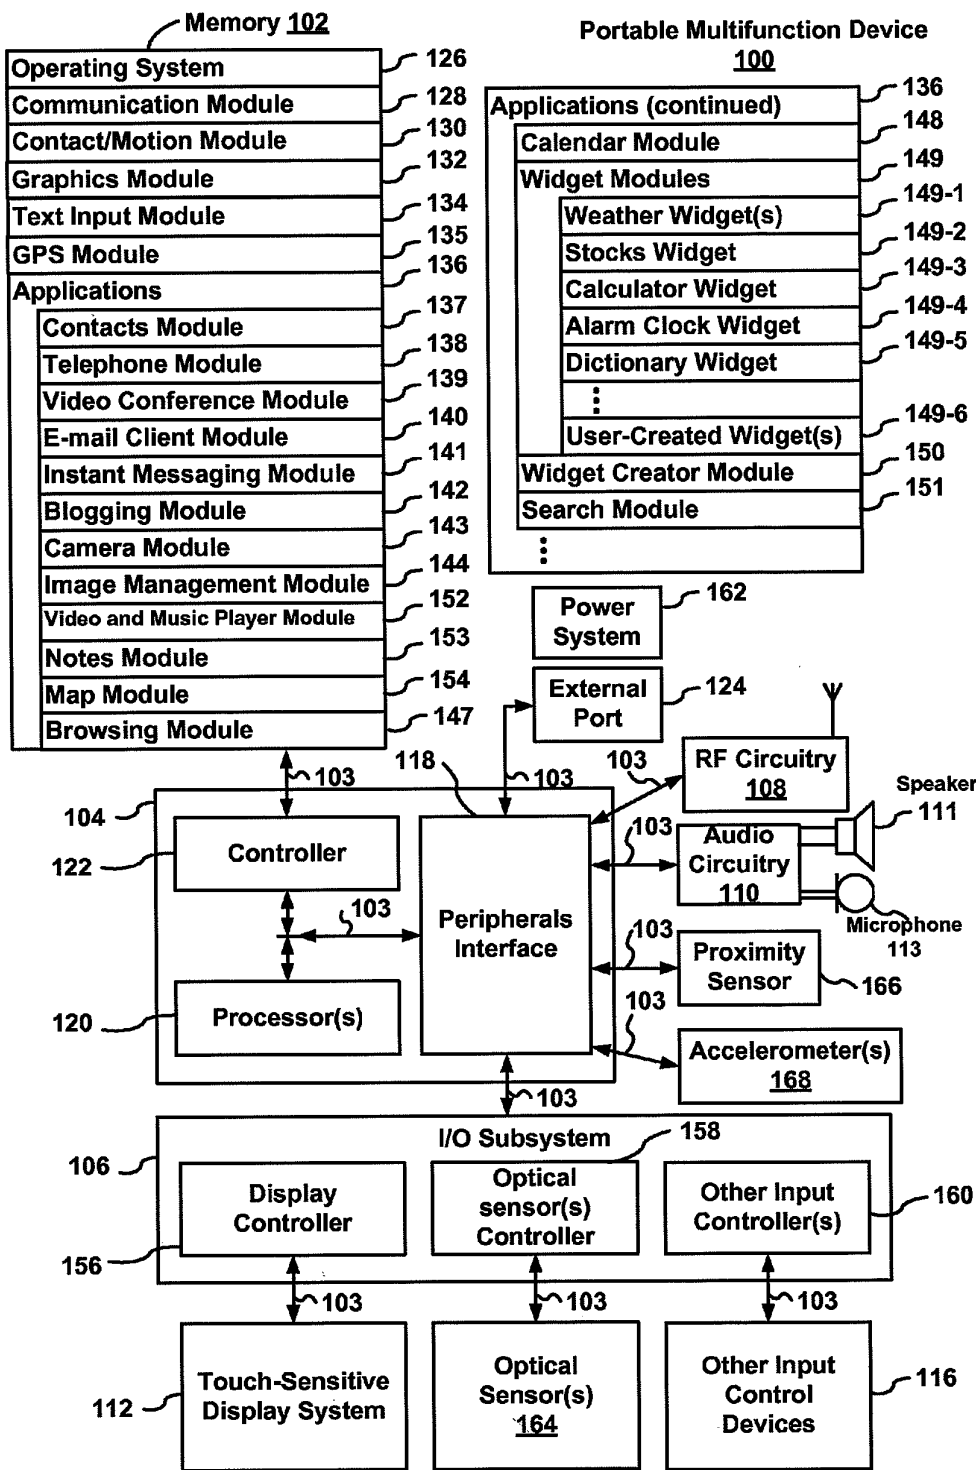 Memory 102
Operating System 126
Communication Module 128
Contact/Motion Module 130
Graphics Module 132
Text Input Module 134
GPS Module 135
Applications 136
Contacts Module 137
Telephone Module 138
Video Conference Module 139
E-mail Client Module 140
Instant Messaging Module 141
Blogging Module 142
Camera Module 143
Image Management Module 144
Video and Music Player Module 152
Notes Module 153
Map Module 154
Browsing Module 147
Portable Multifunction Device
100
Applications (continued) 136
Calendar Module 148
Widget Modules 149
Weather Widget(s) 149-1
Stocks Widget 149-2
Calculator Widget 149-3
Alarm Clock Widget 149-4
Dictionary Widget 149-5
⋮
User-Created Widget(s) 149-6
Widget Creator Module 150
Search Module 151
⋮
Power
System
162
External
Port
124
103
118
103
103
RF Circuitry
108
Speaker
111
104
122
Controller
103
Audio
Circuitry
110
Microphone
113
103
Peripherals
Interface
103
Proximity
Sensor
166
120
Processor(s)
103
Accelerometer(s)
168
103
I/O Subsystem
106
158
Display
Controller
156
Optical
sensor(s)
Controller
Other Input
Controller(s)
160
103
103
103
112
Touch-Sensitive
Display System
Optical
Sensor(s)
164
Other Input
Control
Devices
116